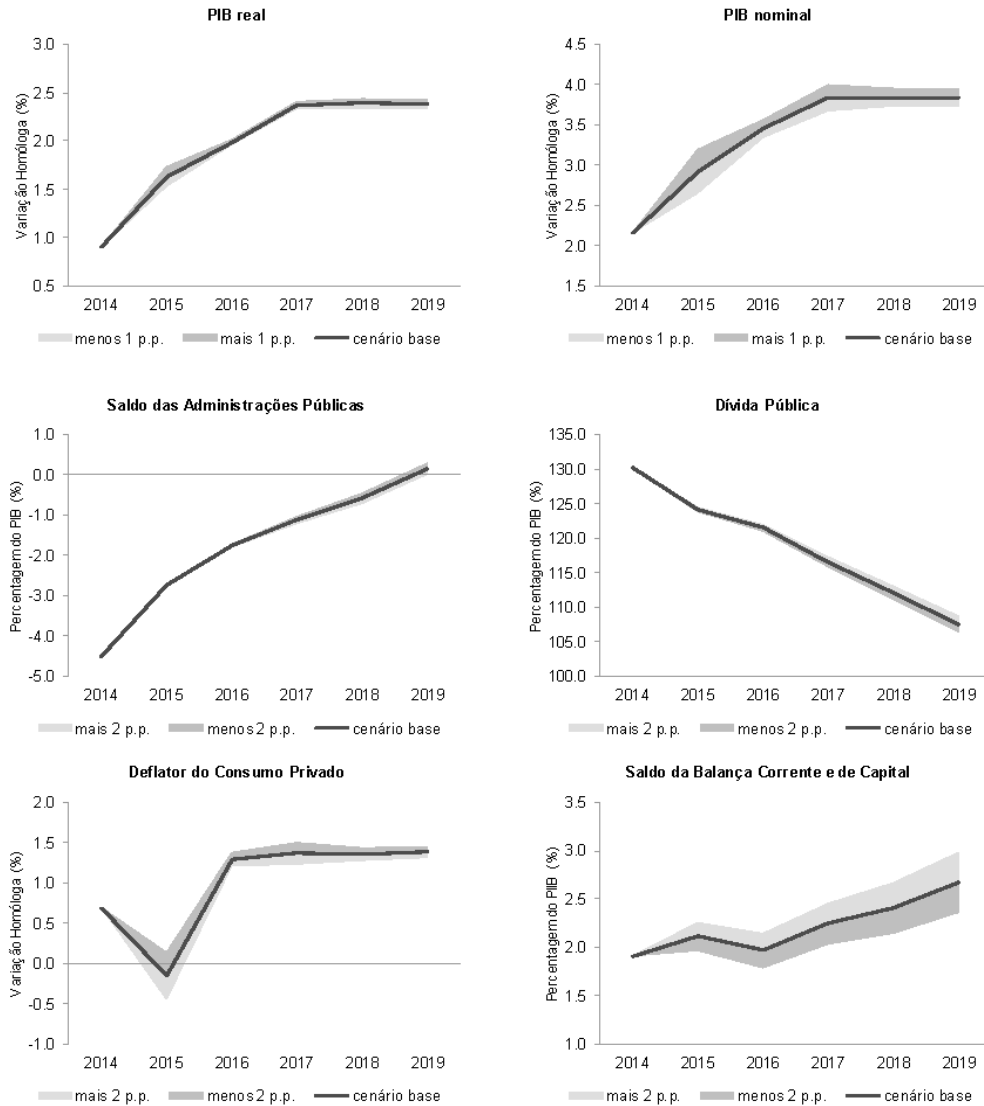 PIB real
Variação Homóloga (%)
3.0
2.5
2.0
1.5
1.0
0.5
2014 2015 2016 2017 2018 2019
menos 1 p.p. mais 1 p.p. cenário base
PIB nominal
Variação Homóloga (%)
4.5
4.0
3.5
3.0
2.5
2.0
1.5
2014 2015 2016 2017 2018 2019
menos 1 p.p. mais 1 p.p. cenário base
Saldo das Administrações Públicas
Percentagem do PIB (%)
1.0
0.0
-1.0
-2.0
-3.0
-4.0
-5.0
2014 2015 2016 2017 2018 2019
mais 2 p.p. menos 2 p.p. cenário base
Dívida Pública
Percentagem do PIB (%)
135.0
130.0
125.0
120.0
115.0
110.0
105.0
100.0
2014 2015 2016 2017 2018 2019
mais 2 p.p. menos 2 p.p. cenário base
Deflator do Consumo Privado
Variação Homóloga (%)
2.0
1.5
1.0
0.5
0.0
-0.5
-1.0
2014 2015 2016 2017 2018 2019
mais 2 p.p. menos 2 p.p. cenário base
Saldo da Balança Corrente e de Capital
Percentagem do PIIB (%)
3.5
3.0
2.5
2.0
1.5
1.0
2014 2015 2016 2017 2018 2019
mais 2 p.p. menos 2 p.p. cenário base